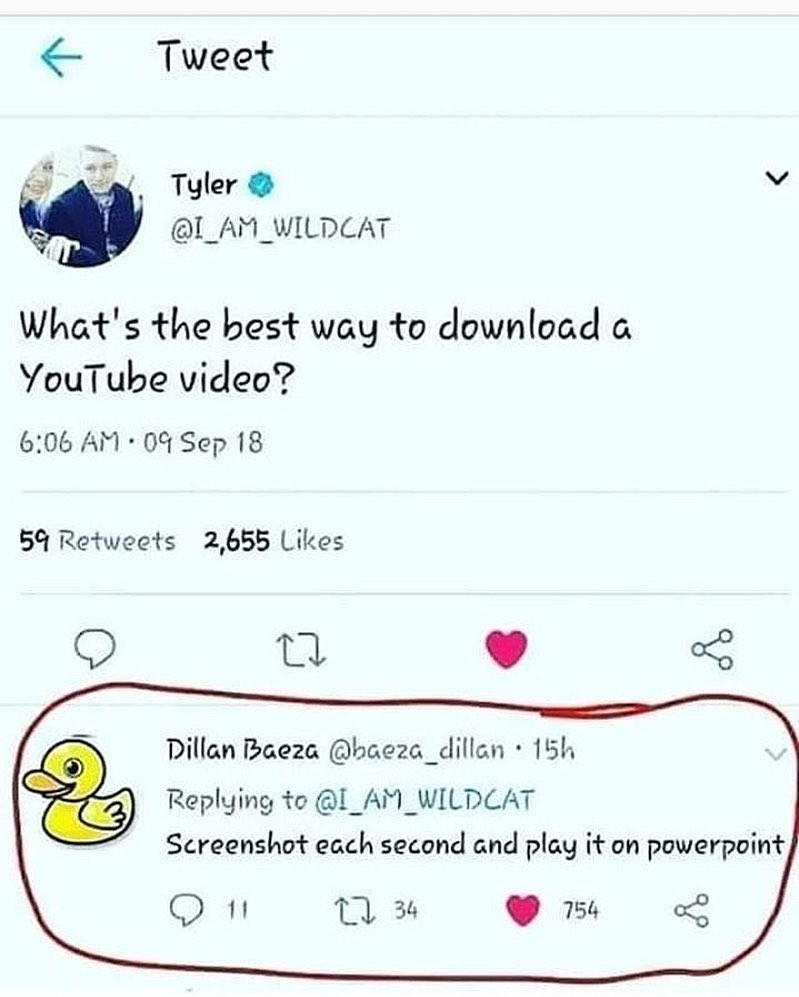 Tweet
Tyler
@I_AM_WILDCAT
What's the best way to download a
YouTube video?
6:06 AM · 09 Sep 18
59 Retweets 2,655 Likes
Dillan Baeza @baeza_dillan · 15h
Replying to @I_AM_WILDCAT
Screenshot each second and play it on powerpoint
11 34 754